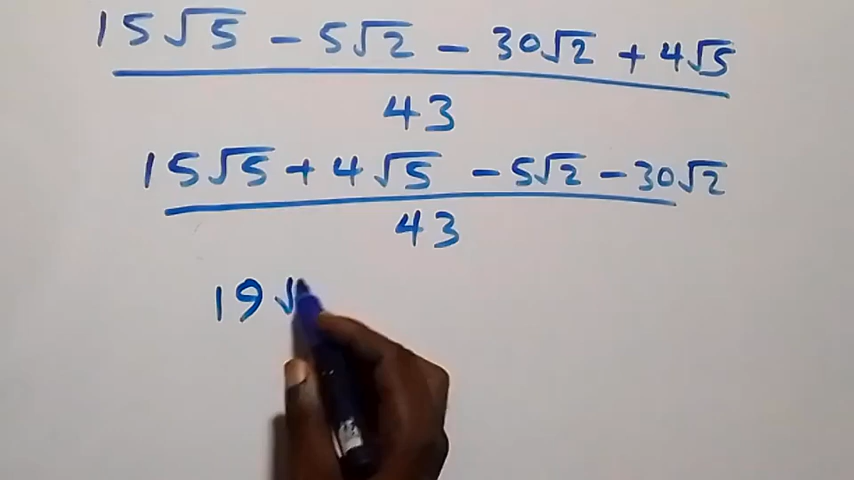 15√5 - 5√2 - 30√2 + 4√5
43
15√5 + 4√5 - 5√2 - 30√2
43
19√